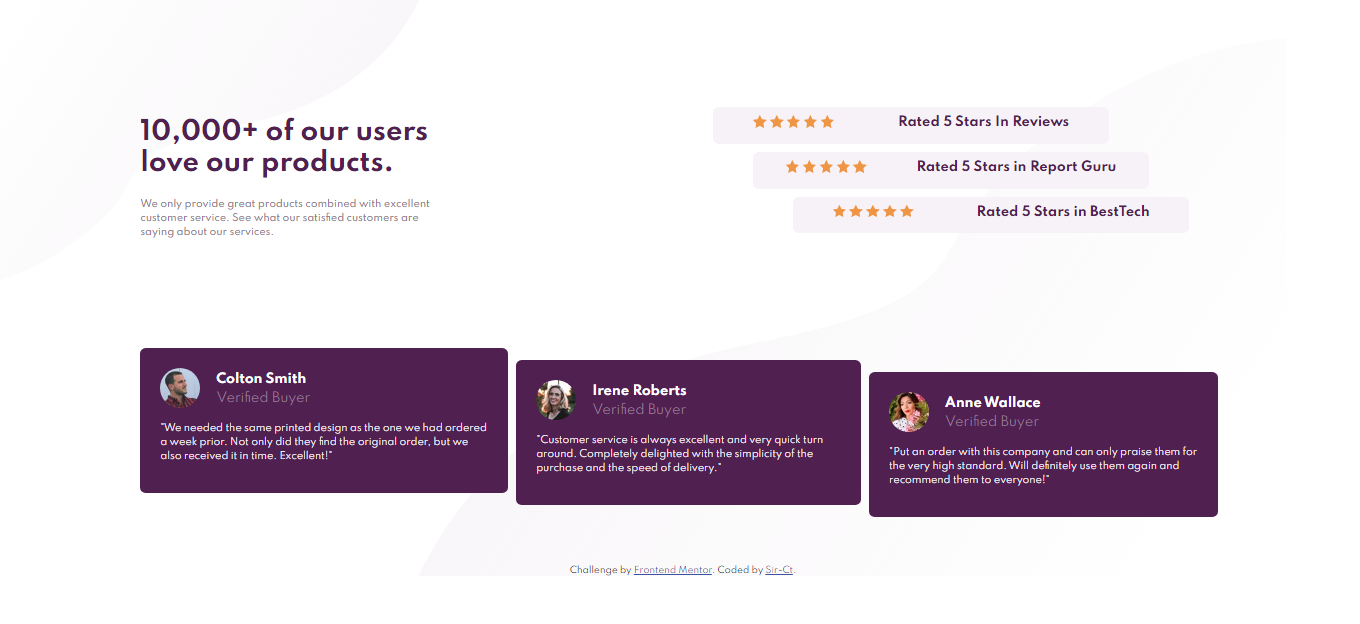 10,000+ of our users
love our products.
We only provide great products combined with excellent
customer service. See what our satisfied customers are
saying about our services.
Rated 5 Stars In Reviews
Rated 5 Stars in Report Guru
Rated 5 Stars in BestTech
Colton Smith
Verified Buyer
"We needed the same printed design as the one we had ordered
a week prior. Not only did they find the original order, but we
also received it in time. Excellent!"
Irene Roberts
Verified Buyer
"Customer service is always excellent and very quick turn
around. Completely delighted with the simplicity of the
purchase and the speed of delivery."
Anne Wallace
Verified Buyer
"Put an order with this company and can only praise them for
the very high standard. Will definitely use them again and
recommend them to everyone!"
Challenge by Frontend Mentor. Coded by Sir-Ct.